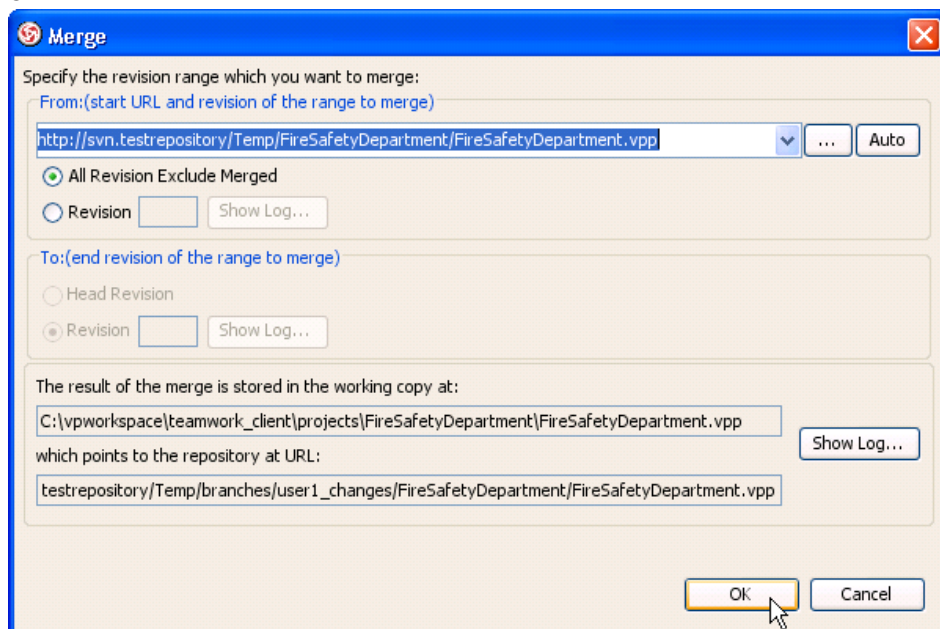 Merge
Specify the revision range which you want to merge:
From:(start URL and revision of the range to merge)
http://svn.testrepository/Temp/FireSafetyDepartment/FireSafetyDepartment.vpp ... Auto
All Revision Exclude Merged
Revision Show Log...
To:(end revision of the range to merge)
Head Revision
Revision Show Log...
The result of the merge is stored in the working copy at:
C:\vpworkspace\teamwork_client\projects\FireSafetyDepartment\FireSafetyDepartment.vpp
Show Log...
which points to the repository at URL:
testrepository/Temp/branches/user1_changes/FireSafetyDepartment/FireSafetyDepartment.vpp
OK Cancel